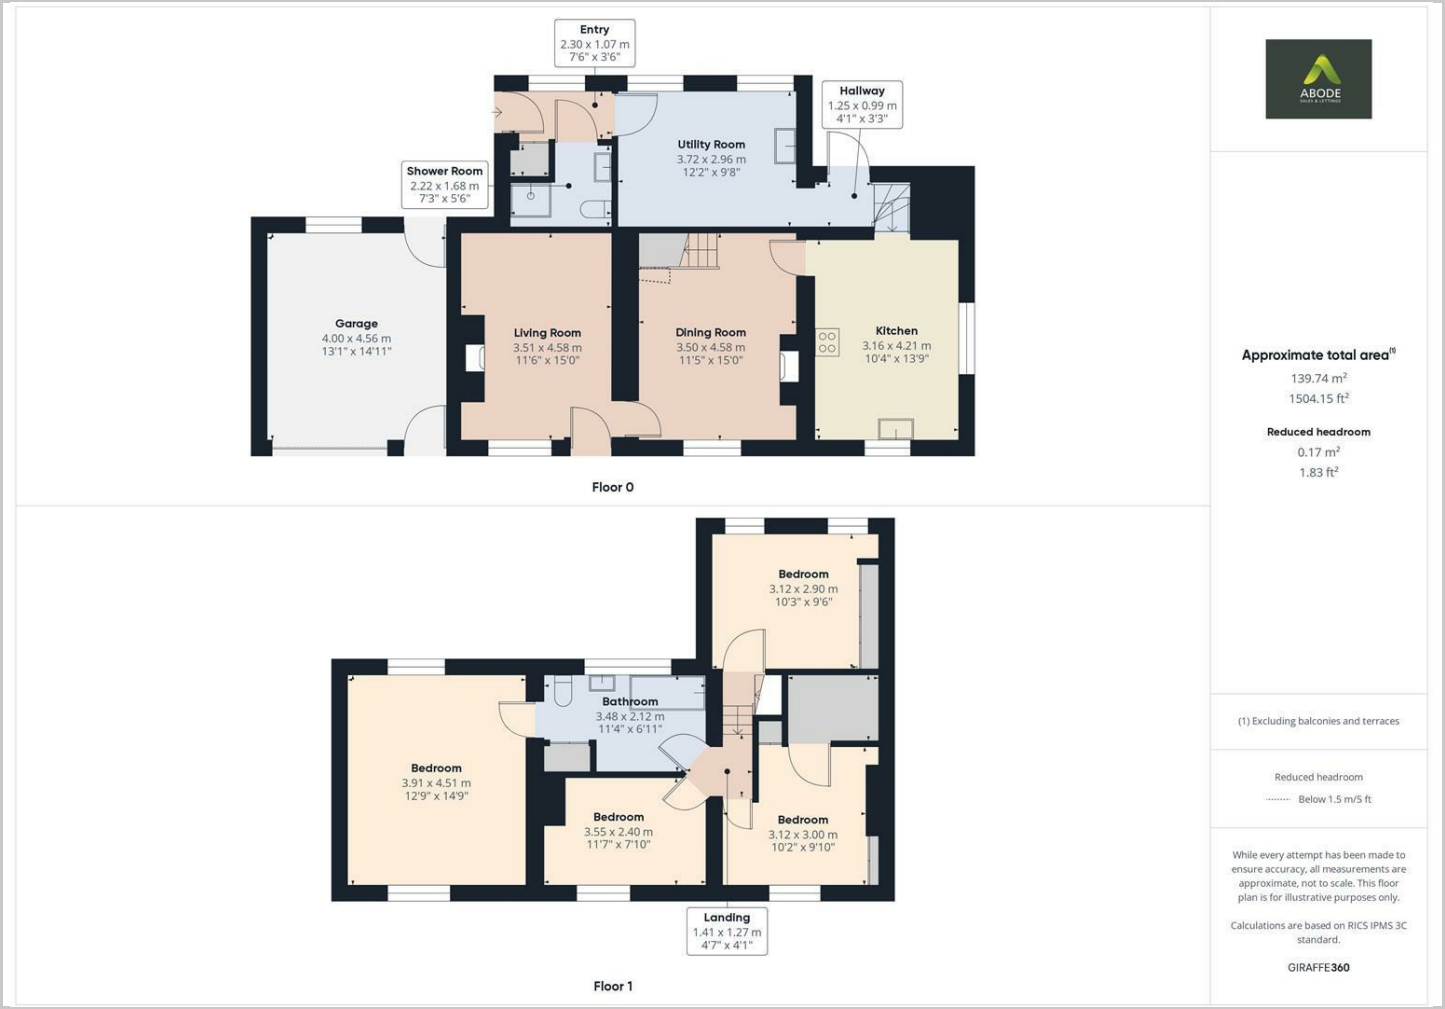 Entry
2.30 x 1.07 m
7'6" x 3'6"
Hallway
1.25 x 0.99 m
4'1" x 3'3"
Utility Room
3.72 x 2.96 m
12'2" x 9'8"
Shower Room
2.22 x 1.68 m
7'3" x 5'6"
Garage
4.00 x 4.56 m
13'1" x 14'11"
Living Room
3.51 x 4.58 m
11'6" x 15'0"
Dining Room
3.50 x 4.58 m
11'5" x 15'0"
Kitchen
3.16 x 4.21 m
10'4" x 13'9"
Floor 0
Bedroom
3.12 x 2.90 m
10'3" x 9'6"
Bathroom
3.48 x 2.12 m
11'4" x 6'11"
Bedroom
3.91 x 4.51 m
12'9" x 14'9"
Bedroom
3.55 x 2.40 m
11'7" x 7'10"
Bedroom
3.12 x 3.00 m
10'2" x 9'10"
Landing
1.41 x 1.27 m
4'7" x 4'1"
Floor 1
ABODE
SALES & LETTINGS
Approximate total area(1)
139.74 m²
1504.15 ft²
Reduced headroom
0.17 m²
1.83 ft²
(1) Excluding balconies and terraces
Reduced headroom
Below 1.5 m/5 ft
While every attempt has been made to
ensure accuracy, all measurements are
approximate, not to scale. This floor
plan is for illustrative purposes only.
Calculations are based on RICS IPMS 3C
standard.
GIRAFFE360